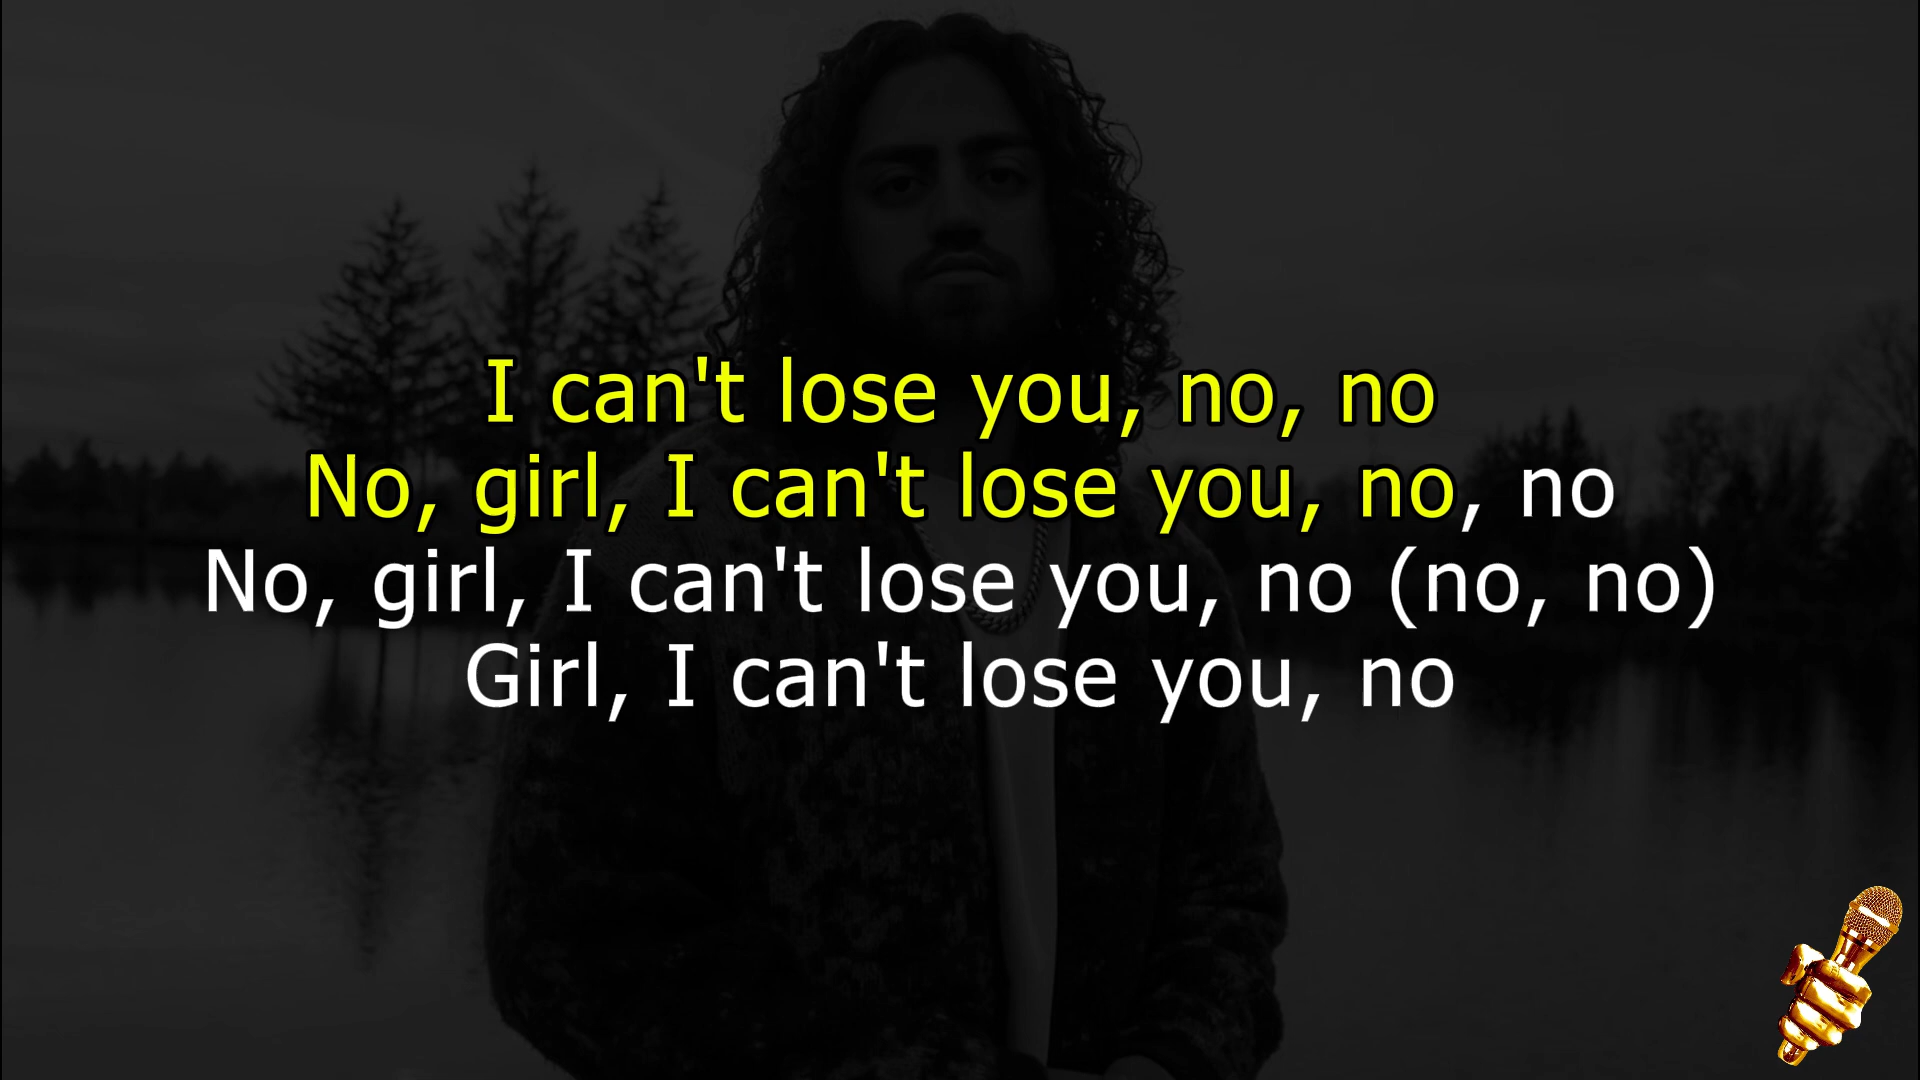 I can't lose you, no, no
No, girl, I can't lose you, no, no
No, girl, I can't lose you, no (no, no)
Girl, I can't lose you, no